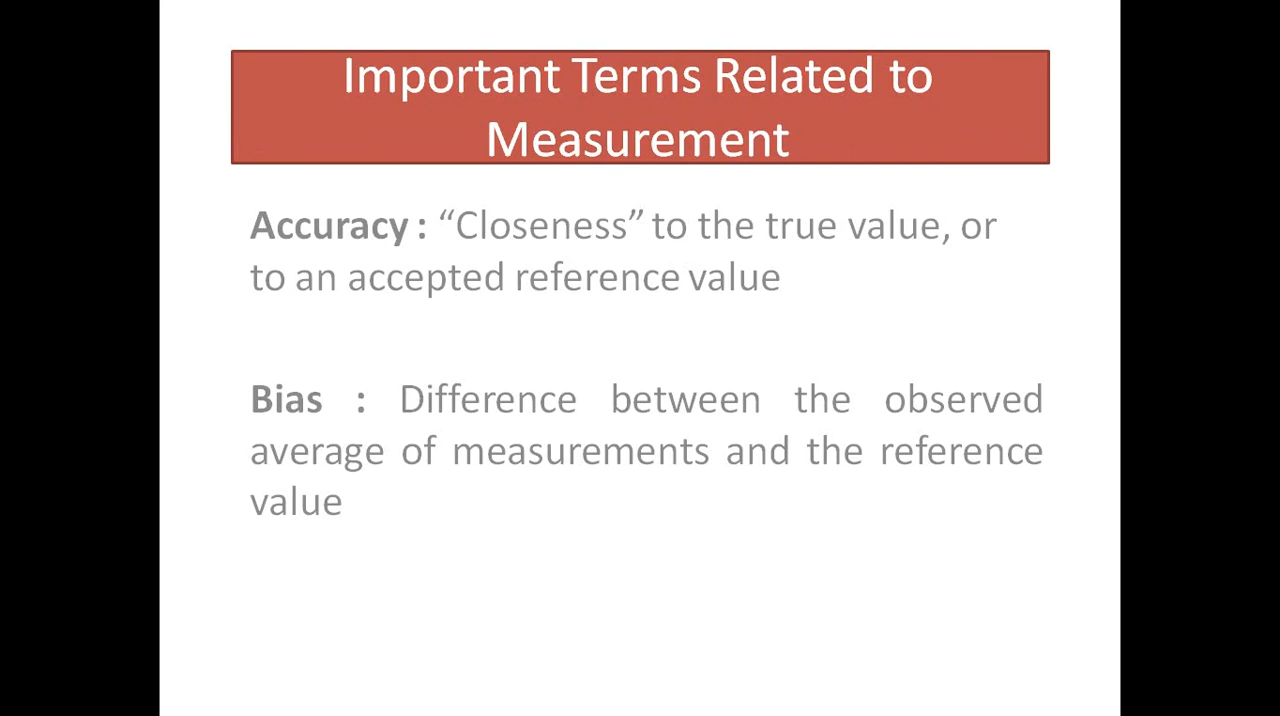 Important Terms Related to
Measurement
Accuracy : “Closeness” to the true value, or
to an accepted reference value
Bias : Difference between the observed
average of measurements and the reference
value